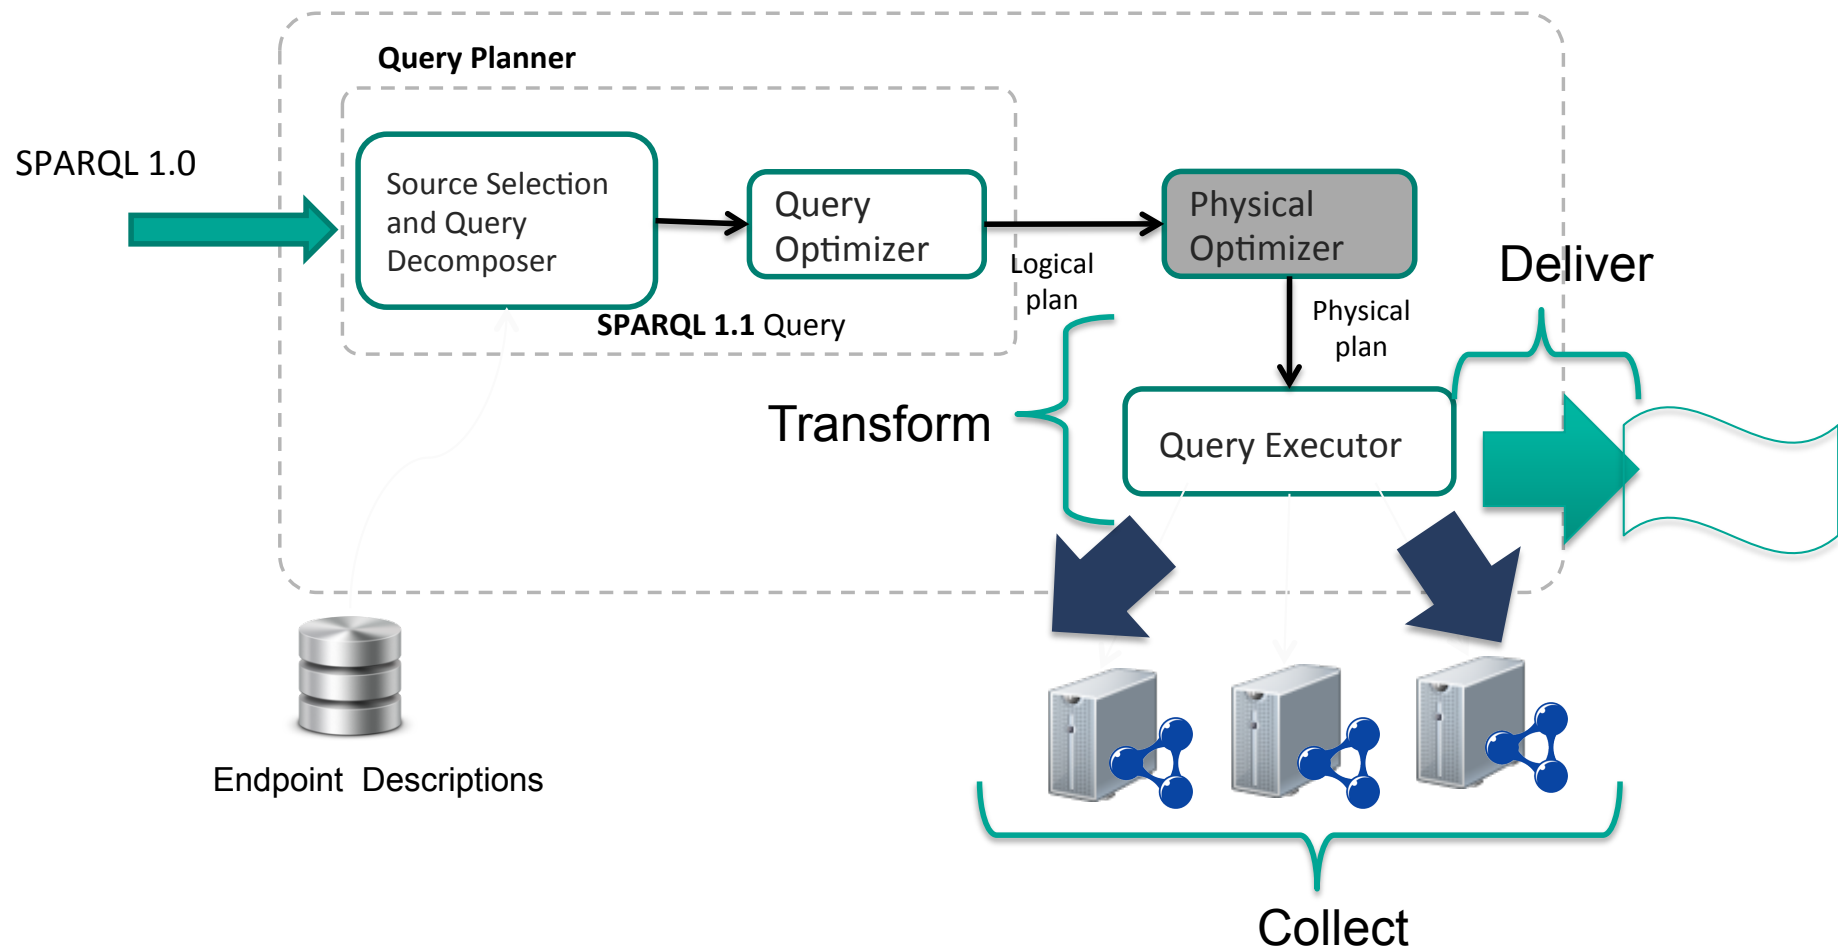 Query Planner
SPARQL 1.0
Source Selection
and Query
Decomposer
Query
Optimizer
Logical
plan
Physical
Optimizer
SPARQL 1.1 Query
Physical
plan
Deliver
Transform
Query Executor
Endpoint Descriptions
Collect